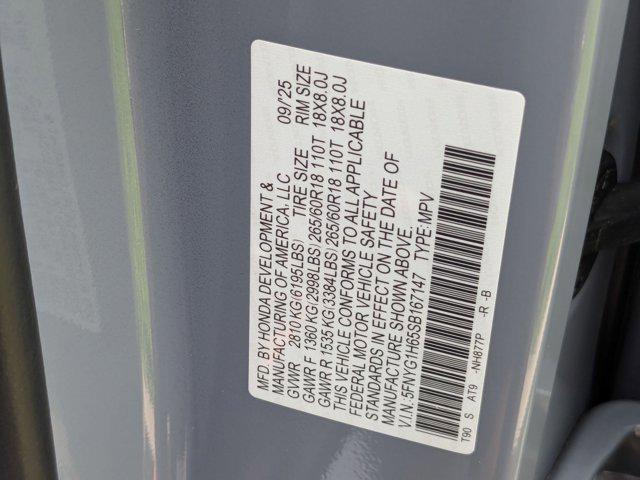 MFD. BY HONDA DEVELOPMENT &
MANUFACTURING OF AMERICA, LLC 09/25
GVWR 2810 KG(6195LBS) TIRE SIZE RIM SIZE
GAWR F 1360 KG(2998LBS) 265/60R18 110T 18X8.0J
GAWR R 1535 KG(3384LBS) 265/60R18 110T 18X8.0J
THIS VEHICLE CONFORMS TO ALL APPLICABLE
FEDERAL MOTOR VEHICLE SAFETY
STANDARDS IN EFFECT ON THE DATE OF
MANUFACTURE SHOWN ABOVE.
V.I.N.: 5FNYG1H65SB167147 TYPE: MPV
T90 S AT9 -NH877P -R -B